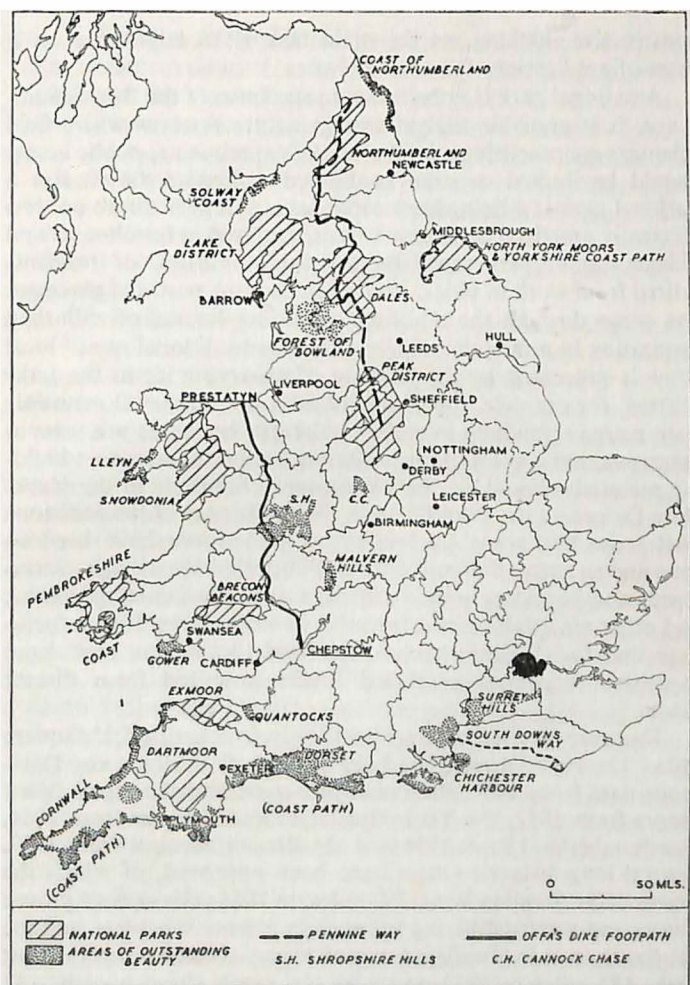 COAST OF
NORTHUMBERLAND
NORTHUMBERLAND
NEWCASTLE
SOLWAY
COAST
LAKE
DISTRICT
MIDDLESBROUGH
NORTH YORK MOORS
& YORKSHIRE COAST PATH
BARROW
DALES
FOREST OF
BOWLAND
LEEDS
HULL
PEAK
DISTRICT
PRESTATYN
LIVERPOOL
SHEFFIELD
LLEYN
SNOWDONIA
NOTTINGHAM
DERBY
S.H.
C.C.
LEICESTER
BIRMINGHAM
MALVERN
HILLS
PEMBROKESHIRE
COAST
BRECON
BEACONS
SWANSEA
GOWER
CARDIFF
CHEPSTOW
EXMOOR
QUANTOCKS
SURREY
HILLS
SOUTH DOWNS
WAY
DARTMOOR
EXETER
DORSET
(COAST PATH)
CHICHESTER
HARBOUR
CORNWALL
PLYMOUTH
(COAST PATH)
0 50 MLS.
NATIONAL PARKS
PENNINE WAY
OFFA'S DIKE FOOTPATH
AREAS OF OUTSTANDING
BEAUTY
S.H. SHROPSHIRE HILLS
C.H. CANNOCK CHASE